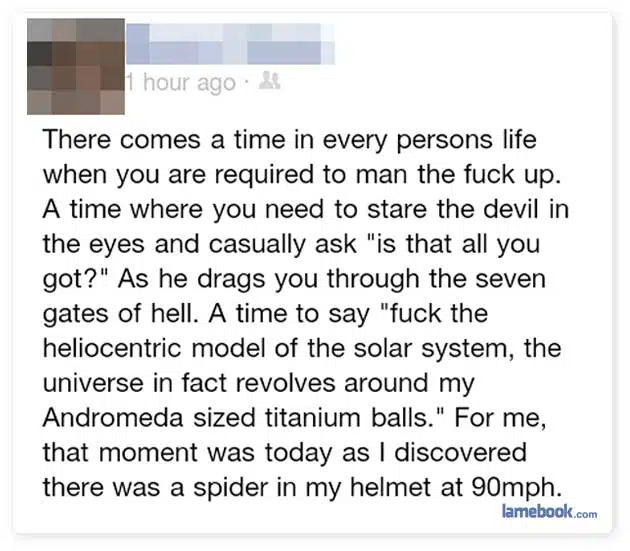 1 hour ago ·
There comes a time in every persons life
when you are required to man the fuck up.
A time where you need to stare the devil in
the eyes and casually ask "is that all you
got?" As he drags you through the seven
gates of hell. A time to say "fuck the
heliocentric model of the solar system, the
universe in fact revolves around my
Andromeda sized titanium balls." For me,
that moment was today as I discovered
there was a spider in my helmet at 90mph.
lamebook.com